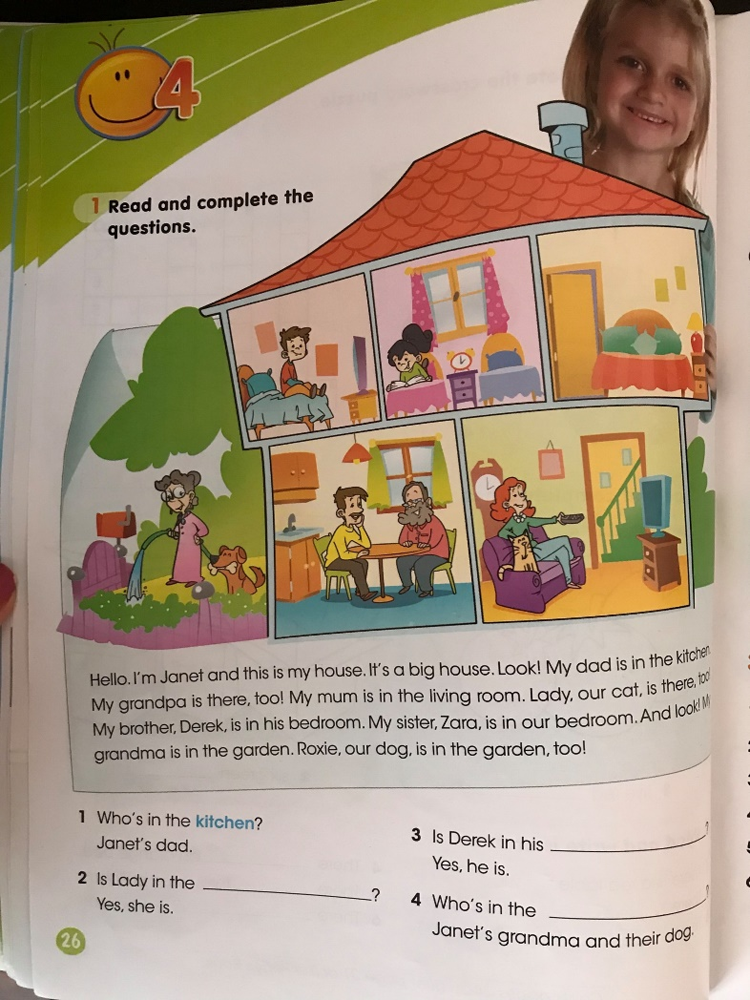 4
1 Read and complete the
questions.
Hello. I'm Janet and this is my house. It's a big house. Look! My dad is in the kitchen.
My grandpa is there, too! My mum is in the living room. Lady, our cat, is there, too!
My brother, Derek, is in his bedroom. My sister, Zara, is in our bedroom. And look!
grandma is in the garden. Roxie, our dog, is in the garden, too!
1 Who's in the kitchen?
Janet's dad.
2 Is Lady in the ____________?
Yes, she is.
3 Is Derek in his ____________?
Yes, he is.
4 Who's in the ____________?
Janet's grandma and their dog.
26